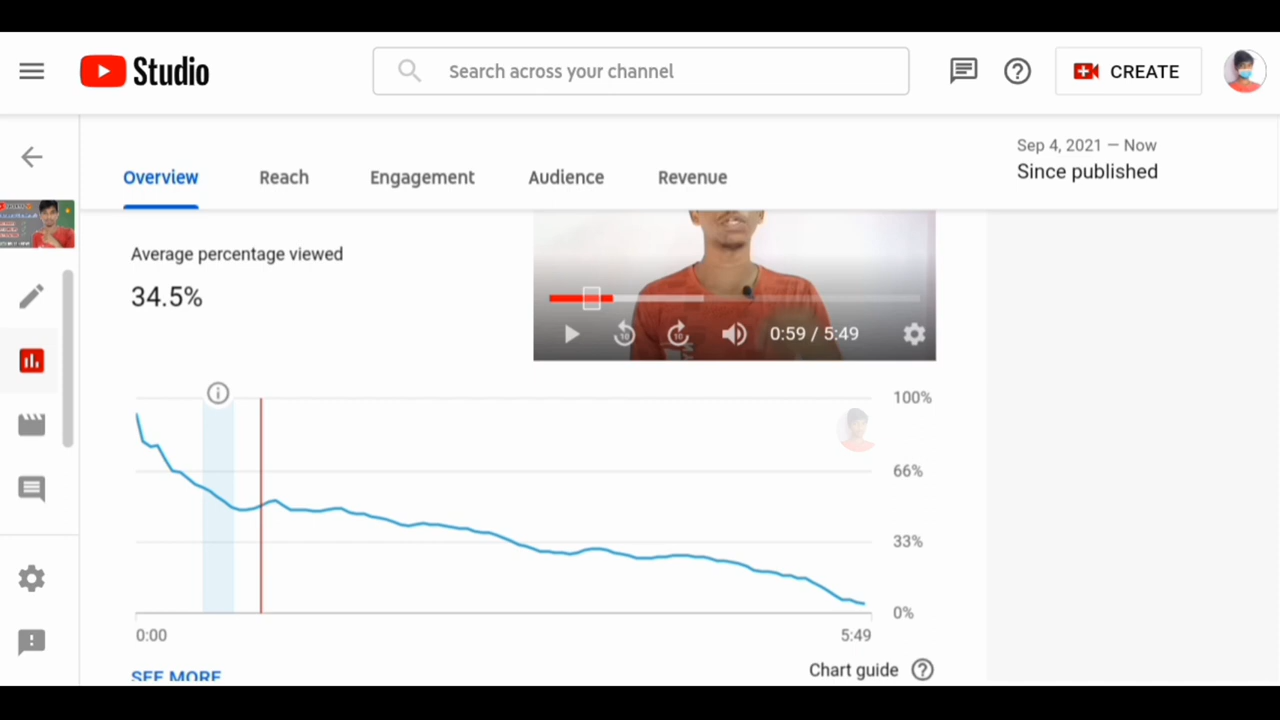 Studio
Search across your channel
CREATE
Sep 4, 2021 — Now
Since published
Overview
Reach
Engagement
Audience
Revenue
Average percentage viewed
34.5%
10
10
0:59 / 5:49
100%
66%
33%
0%
0:00
5:49
SEE MORE
Chart guide